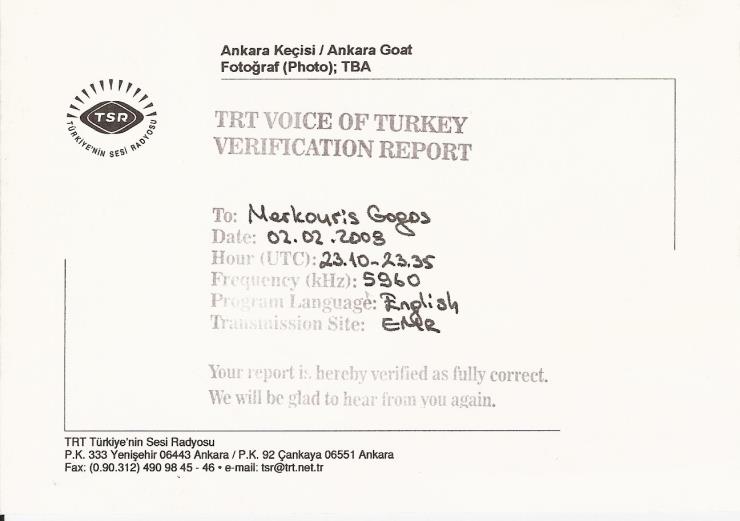 Ankara Keçisi / Ankara Goat
Fotoğraf (Photo); TBA
TSR
TÜRKİYE'NİN SESİ RADYOSU
TRT VOICE OF TURKEY
VERIFICATION REPORT
To: Merkouris Gogos
Date: 02.02.2008
Hour (UTC): 23.10-23.35
Frequency (kHz): 5960
Program Language: English
Transmission Site: EMR
Your report is hereby verified as fully correct.
We will be glad to hear from you again.
TRT Türkiye'nin Sesi Radyosu
P.K. 333 Yenişehir 06443 Ankara / P.K. 92 Çankaya 06551 Ankara
Fax: (0.90.312) 490 98 45 - 46 • e-mail: tsr@trt.net.tr